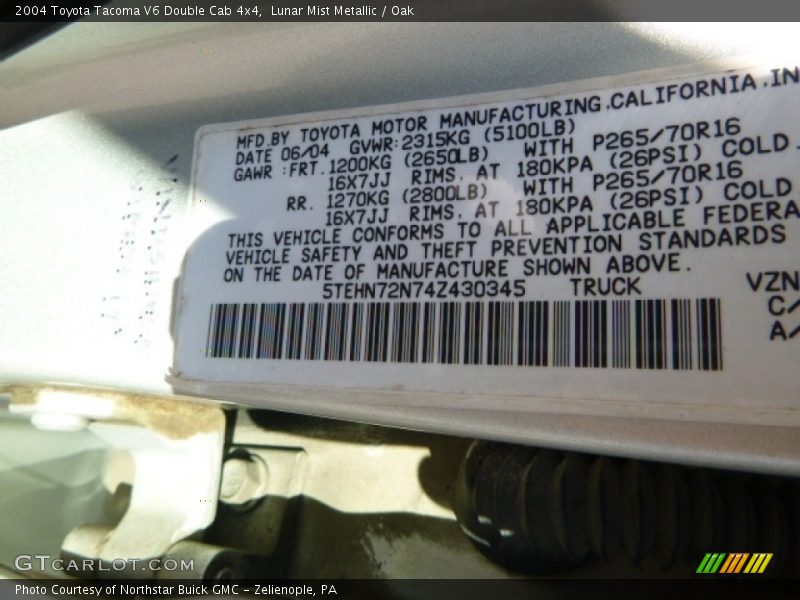 2004 Toyota Tacoma V6 Double Cab 4x4,  Lunar Mist Metallic / Oak
MFD.BY TOYOTA MOTOR MANUFACTURING.CALIFORNIA.IN
DATE 06/04 GVWR:2315KG (5100LB)
GAWR :FRT.1200KG (2650LB) WITH P265/70R16
16X7JJ RIMS. AT 180KPA (26PSI) COLD.
RR. 1270KG (2800LB) WITH P265/70R16
16X7JJ RIMS. AT 180KPA (26PSI) COLD
THIS VEHICLE CONFORMS TO ALL APPLICABLE FEDERA
VEHICLE SAFETY AND THEFT PREVENTION STANDARDS
ON THE DATE OF MANUFACTURE SHOWN ABOVE.
5TEHN72N74Z430345 TRUCK
VZN
C/
A/
GTCARLOT.COM
Photo Courtesy of Northstar Buick GMC – Zelienople, PA